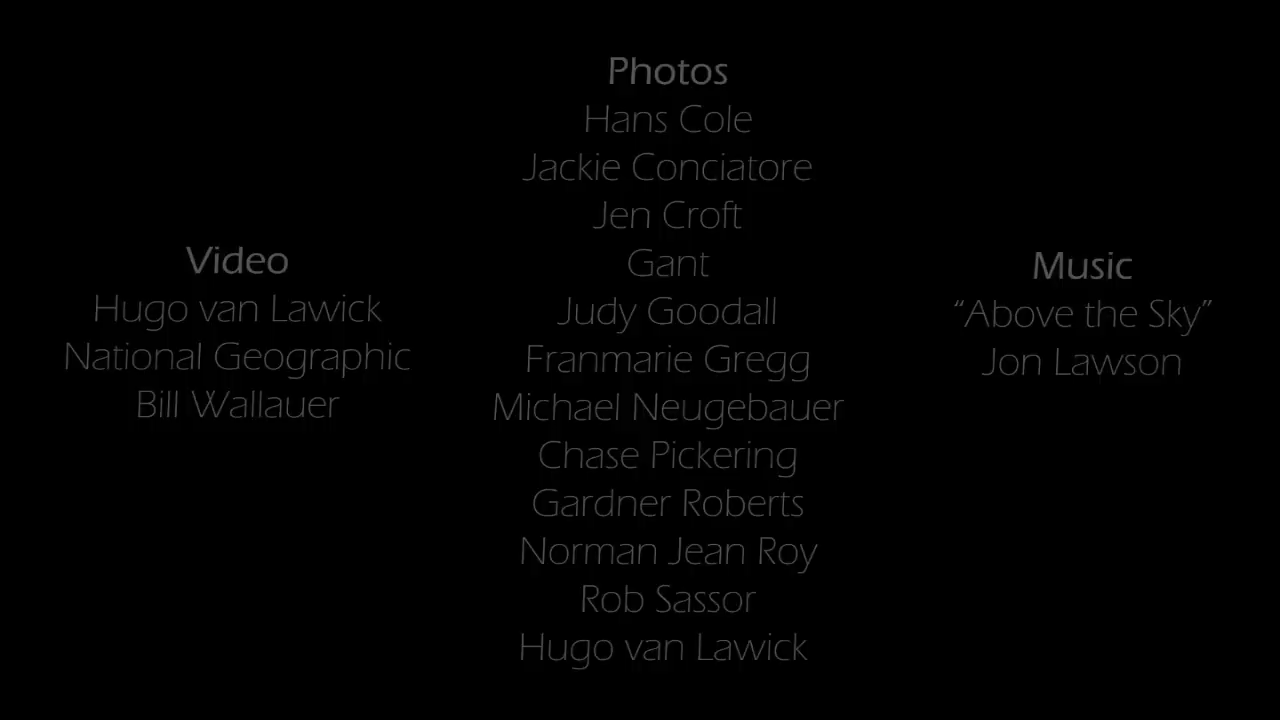 Video
Hugo van Lawick
National Geographic
Bill Wallauer
Photos
Hans Cole
Jackie Conciatore
Jen Croft
Gant
Judy Goodall
Franmarie Gregg
Michael Neugebauer
Chase Pickering
Gardner Roberts
Norman Jean Roy
Rob Sassor
Hugo van Lawick
Music
“Above the Sky”
Jon Lawson